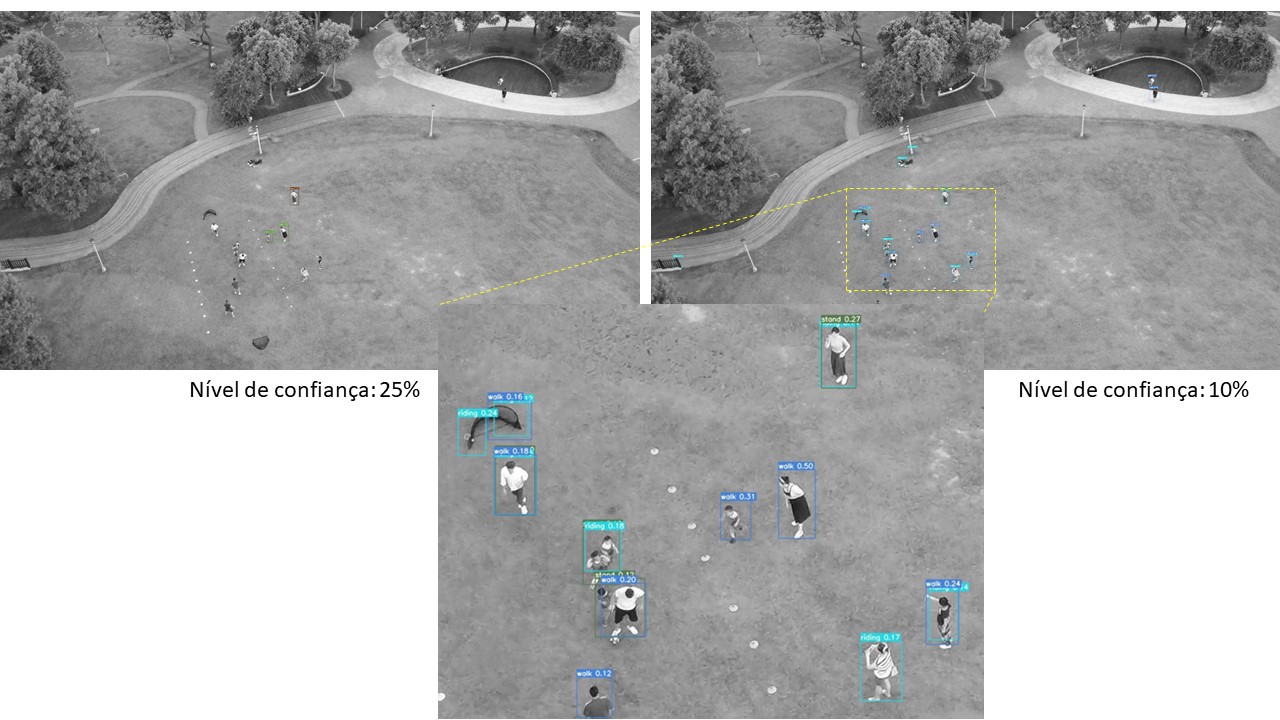 Nível de confiança: 25%
Nível de confiança: 10%
stand 0.27
walk 0.16
riding 0.24
walk 0.18
walk 0.50
walk 0.31
riding 0.18
stand 0.12
walk 0.20
walk 0.24
riding 0.17
walk 0.12